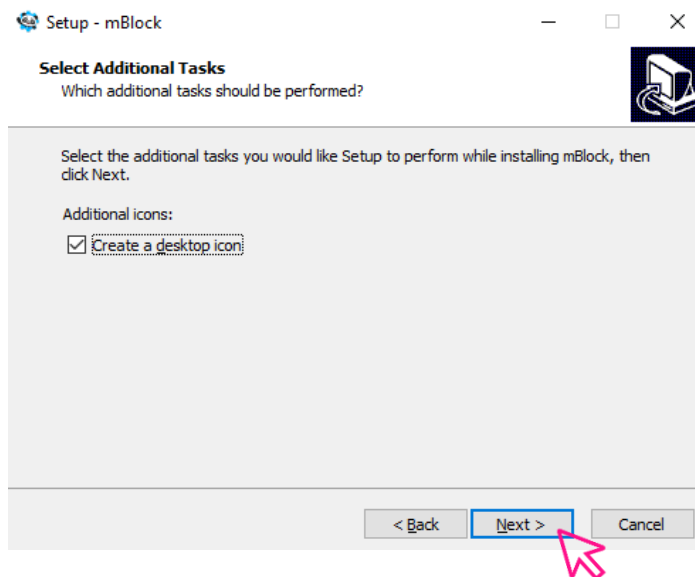 Setup - mBlock
Select Additional Tasks
Which additional tasks should be performed?
Select the additional tasks you would like Setup to perform while installing mBlock, then
click Next.
Additional icons:
Create a desktop icon
< Back
Next >
Cancel